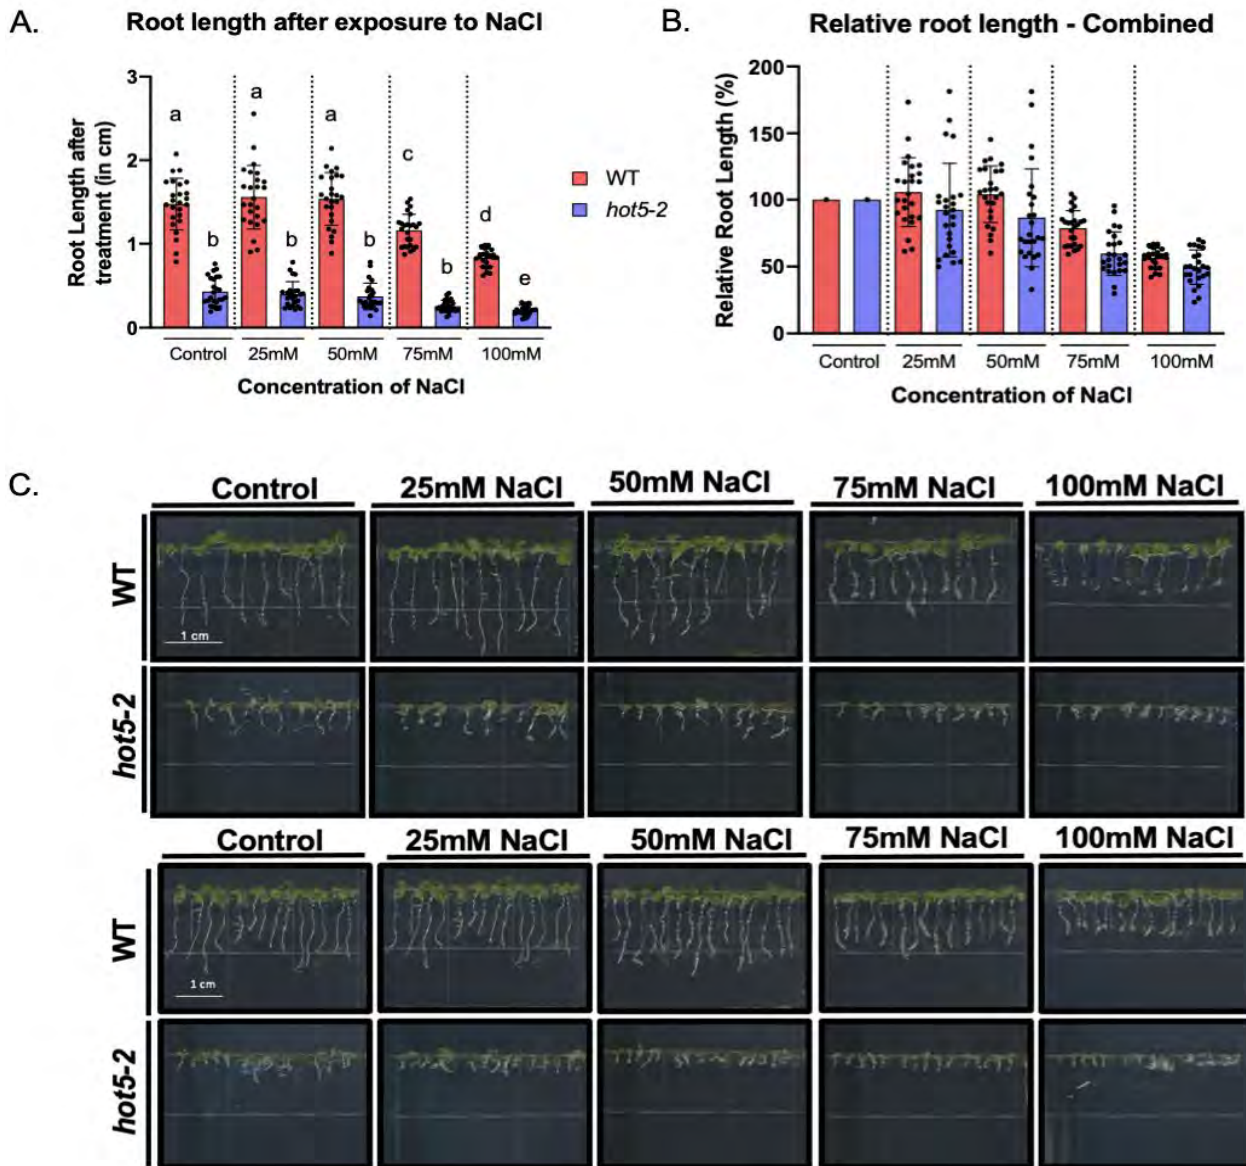 A.
Root length after exposure to NaCl
Root Length after
treatment (in cm)
3
2
1
0
a
b
a
b
a
b
c
b
d
e
Control
25mM
50mM
75mM
100mM
Concentration of NaCl
WT
hot5-2
B.
Relative root length - Combined
Relative Root Length (%)
200
150
100
50
0
Control
25mM
50mM
75mM
100mM
Concentration of NaCl
C.
Control
25mM NaCl
50mM NaCl
75mM NaCl
100mM NaCl
WT
1 cm
hot5-2
Control
25mM NaCl
50mM NaCl
75mM NaCl
100mM NaCl
WT
1 cm
hot5-2